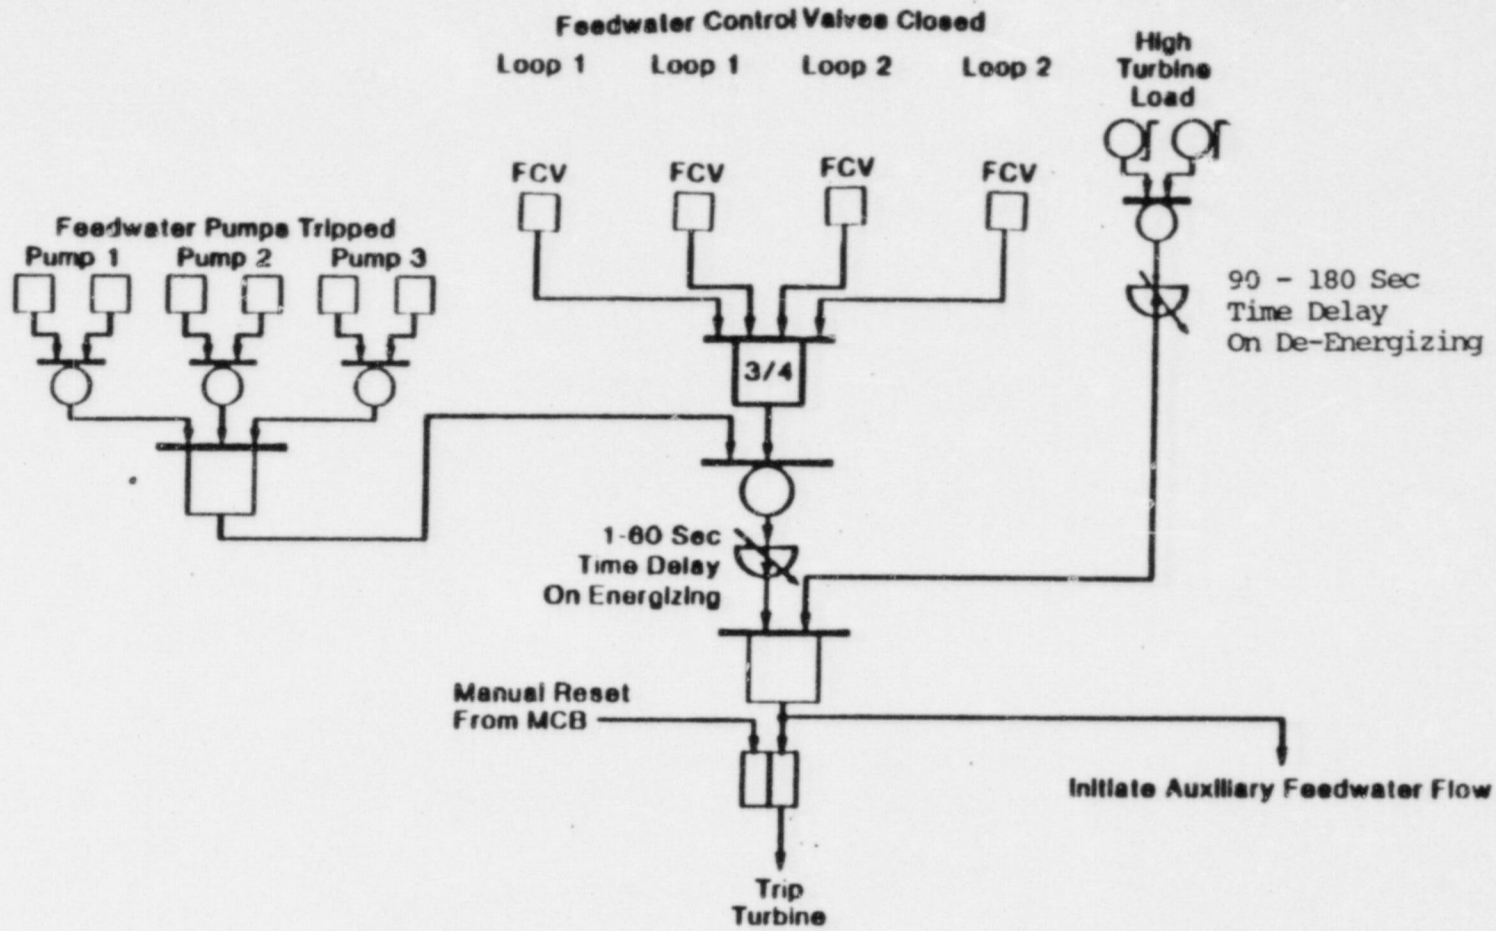 Feedwater Control Valves Closed
Loop 1 Loop 1 Loop 2 Loop 2
High
Turbine
Load
FCV FCV FCV FCV
Feedwater Pumps Tripped
Pump 1 Pump 2 Pump 3
90 - 180 Sec
Time Delay
On De-Energizing
3/4
1-60 Sec
Time Delay
On Energizing
Manual Reset
From MCB
Initiate Auxiliary Feedwater Flow
Trip
Turbine